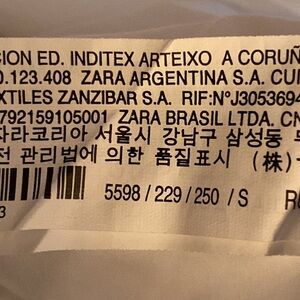 CION ED. INDITEX ARTEIXO A CORUÑ
0.123.408 ZARA ARGENTINA S.A. CUI
EXTILES ZANZIBAR S.A. RIF:N°J3053694
792159105001 ZARA BRASIL LTDA. CN
자라코리아 서울시 강남구 삼성동
전 관리법에 의한 품질표시 (株)
5598 / 229 / 250 / S
3